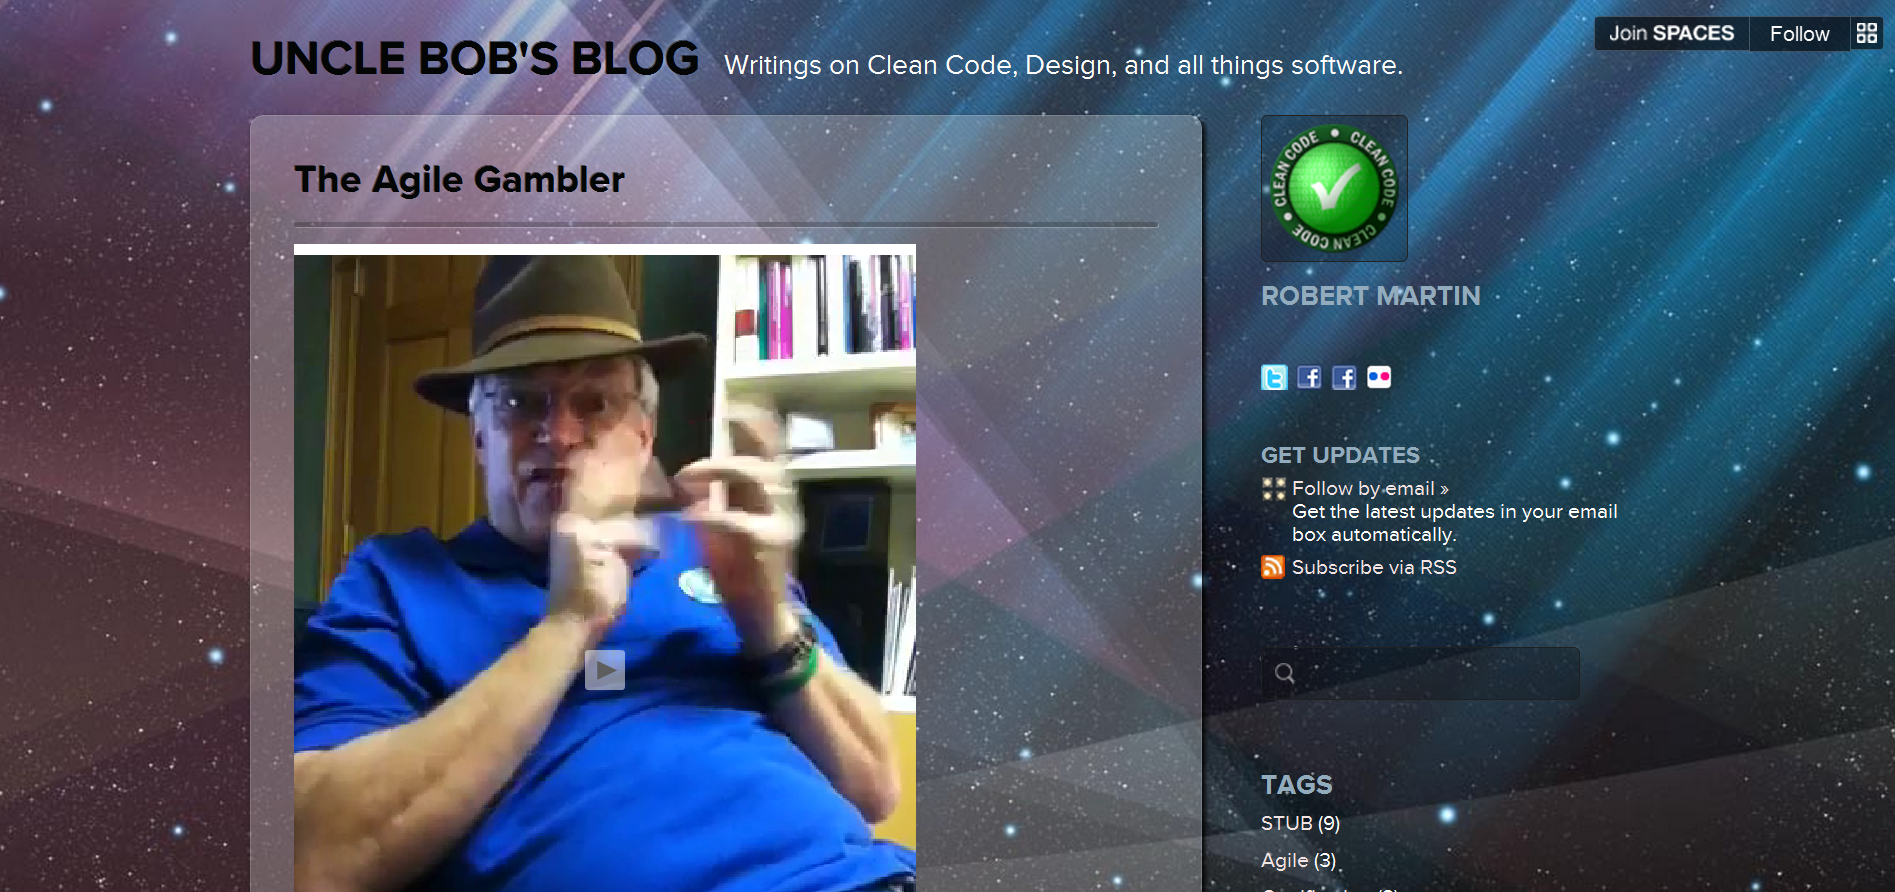 UNCLE BOB'S BLOG
Writings on Clean Code, Design, and all things software.
Join SPACES
Follow
The Agile Gambler
CLEAN CODE • CLEAN CODE • CLEAN CODE
ROBERT MARTIN
GET UPDATES
Follow by email »
Get the latest updates in your email
box automatically.
Subscribe via RSS
TAGS
STUB (9)
Agile (3)